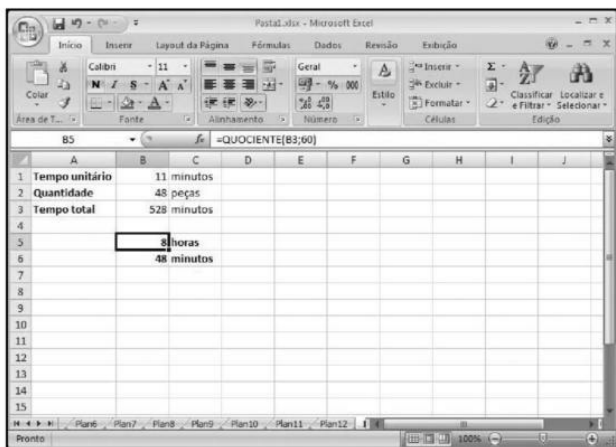 Pasta1.xlsx - Microsoft Excel
Início Inserir Layout da Página Fórmulas Dados Revisão Exibição
Calibri 11 Geral Inserir Σ
Colar N I S A A % 000 Estilo Excluir Classificar e Filtrar Localizar e Selecionar
A Formatar
Área de T... Fonte Alinhamento Número Células Edição
B5 fx =QUOCIENTE(B3;60)
A B C D E F G H I J
1 Tempo unitário 11 minutos
2 Quantidade 48 peças
3 Tempo total 528 minutos
4
5 8 horas
6 48 minutos
7
8
9
10
11
12
13
14
15
Plan6 Plan7 Plan8 Plan9 Plan10 Plan11 Plan12
Pronto 100%